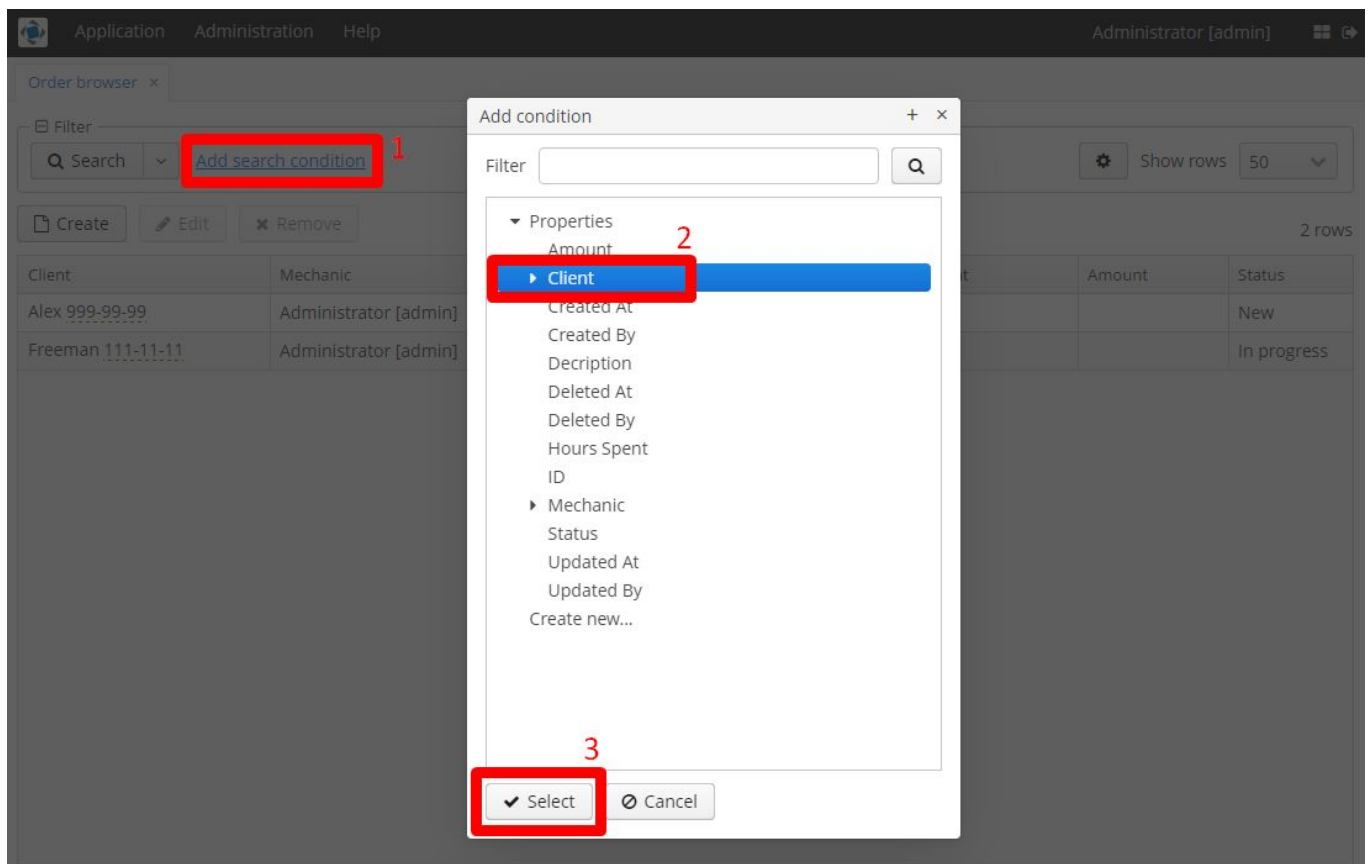 Application Administration Help Administrator [admin]
Order browser ×
Filter
Search Add search condition 1 Show rows 50
Create Edit Remove 2 rows
Client Mechanic Amount Status
Alex 999-99-99 Administrator [admin] New
Freeman 111-11-11 Administrator [admin] In progress
Add condition + ×
Filter
Properties
Amount 2
Client
Created At
Created By
Decription
Deleted At
Deleted By
Hours Spent
ID
Mechanic
Status
Updated At
Updated By
Create new...
3
Select Cancel